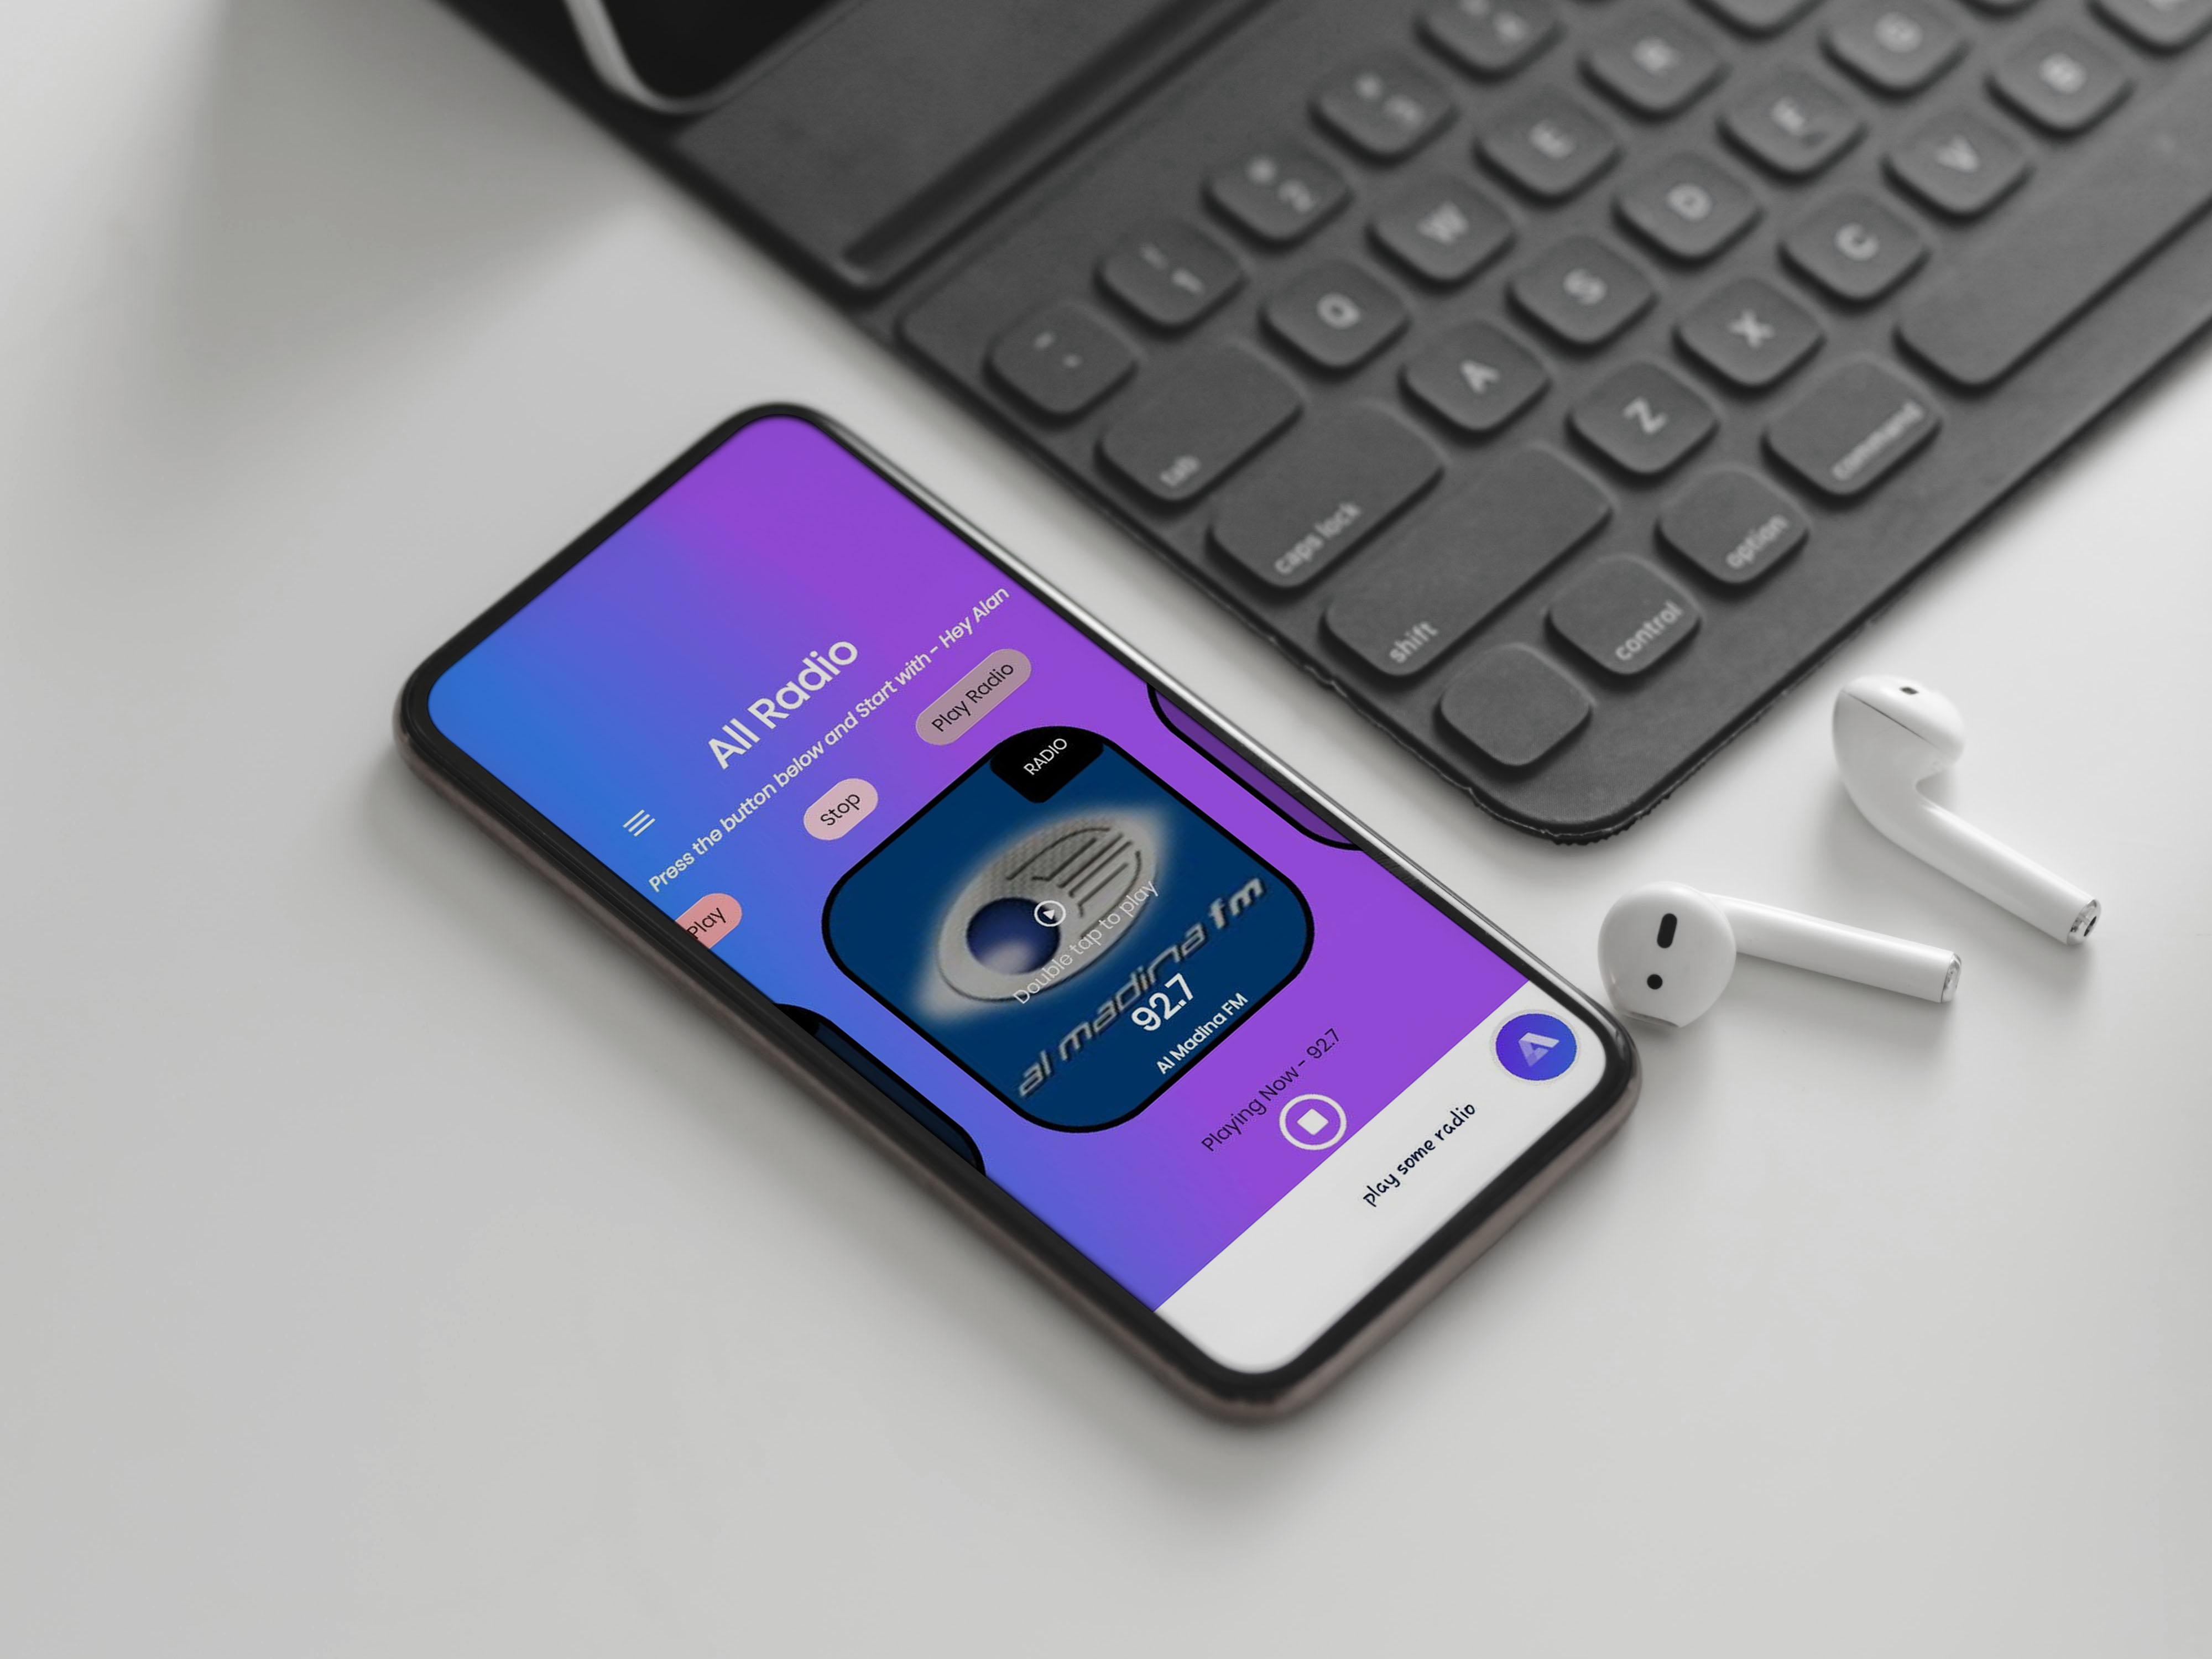 All Radio
Press the button below and Start with - Hey Alan
Play
Stop
Play Radio
RADIO
Double tap to play
al madina fm
92.7
Al Madina FM
Playing Now - 92.7
play some radio
2
W
E
Q
A
S
D
Z
X
C
V
B
tab
caps lock
shift
control
option
command